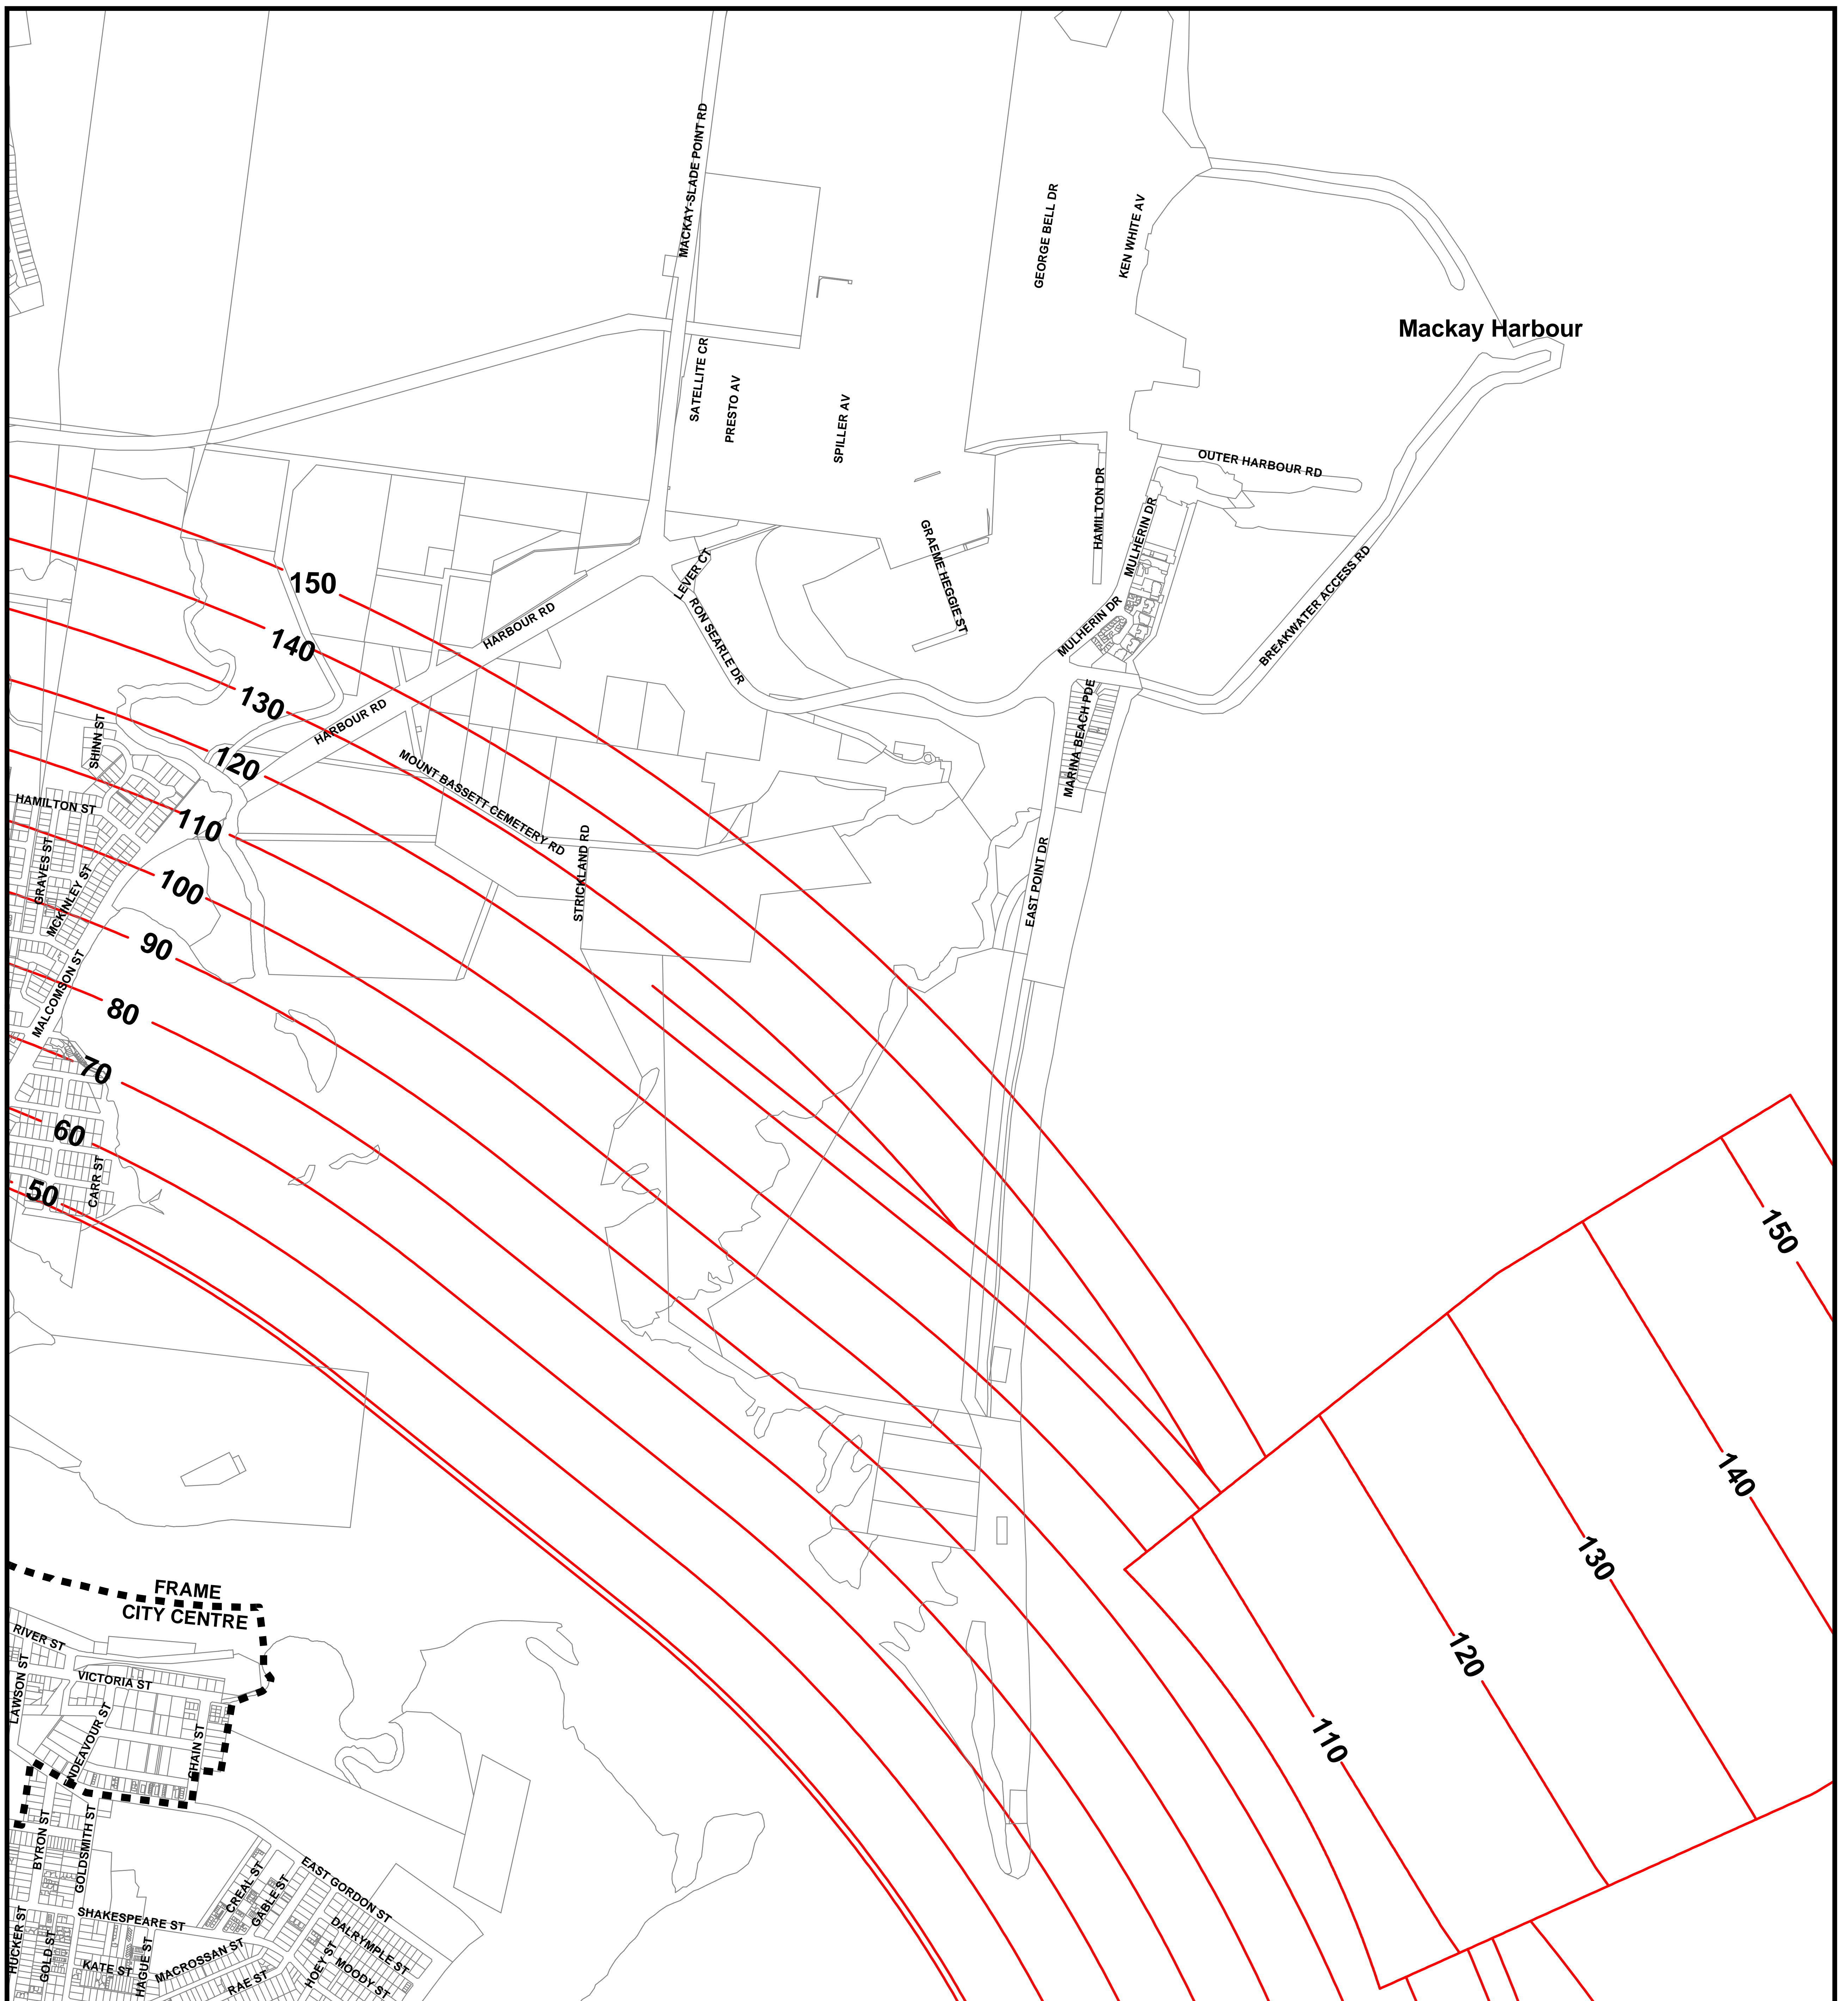 MACKAY-SLADE POINT RD
GEORGE BELL DR
KEN WHITE AV
Mackay Harbour
SATELLITE CR
PRESTO AV
SPILLER AV
OUTER HARBOUR RD
HAMILTON DR
MULHERIN DR
GRAEME HEGGIE ST
LEVER CT
BREAKWATER ACCESS RD
150
HARBOUR RD
RON SEARLE DR
MULHERIN DR
140
130
HARBOUR RD
MARINA BEACH PDE
SHINN ST
120
MOUNT BASSETT CEMETERY RD
HAMILTON ST
110
STRICKLAND RD
EAST POINT DR
GRAVES ST
MCKINLEY ST
100
90
MALCOMSON ST
80
70
60
CARR ST
50
150
140
130
120
110
FRAME
CITY CENTRE
RIVER ST
LAWSON ST
VICTORIA ST
ENDEAVOUR ST
CHAIN ST
BYRON ST
GOLDSMITH ST
CREAL ST
GABLE ST
EAST GORDON ST
SHAKESPEARE ST
DALRYMPLE ST
HUCKER ST
GOLD ST
KATE ST
HAGUE ST
MACROSSAN ST
RAE ST
HOEY ST
MOODY ST